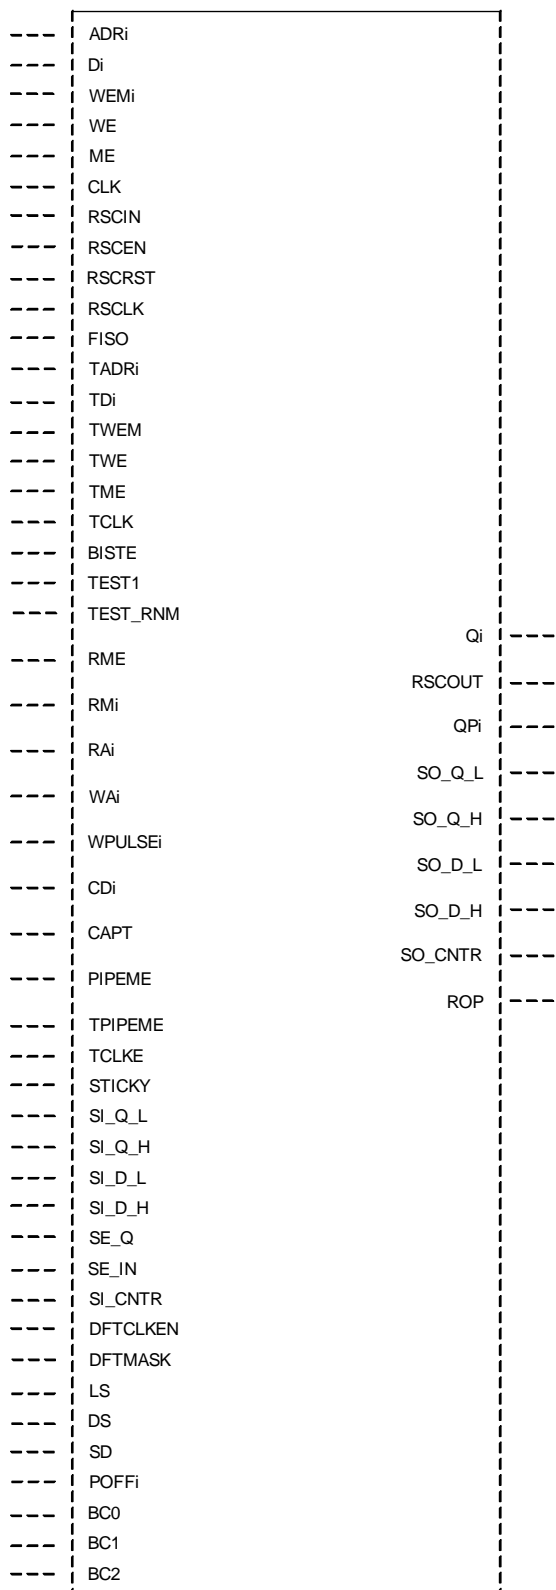 ADRi
Di
WEMi
WE
ME
CLK
RSCIN
RSCEN
RSCRST
RSCLK
FISO
TADRi
TDi
TWEM
TWE
TME
TCLK
BISTE
TEST1
TEST_RNM
RME
RMi
RAi
WAi
WPULSEi
CDi
CAPT
PIPEME
TPIPEME
TCLKE
STICKY
SI_Q_L
SI_Q_H
SI_D_L
SI_D_H
SE_Q
SE_IN
SI_CNTR
DFTCLKEN
DFTMASK
LS
DS
SD
POFFi
BC0
BC1
BC2
Qi
RSCOUT
QPi
SO_Q_L
SO_Q_H
SO_D_L
SO_D_H
SO_CNTR
ROP